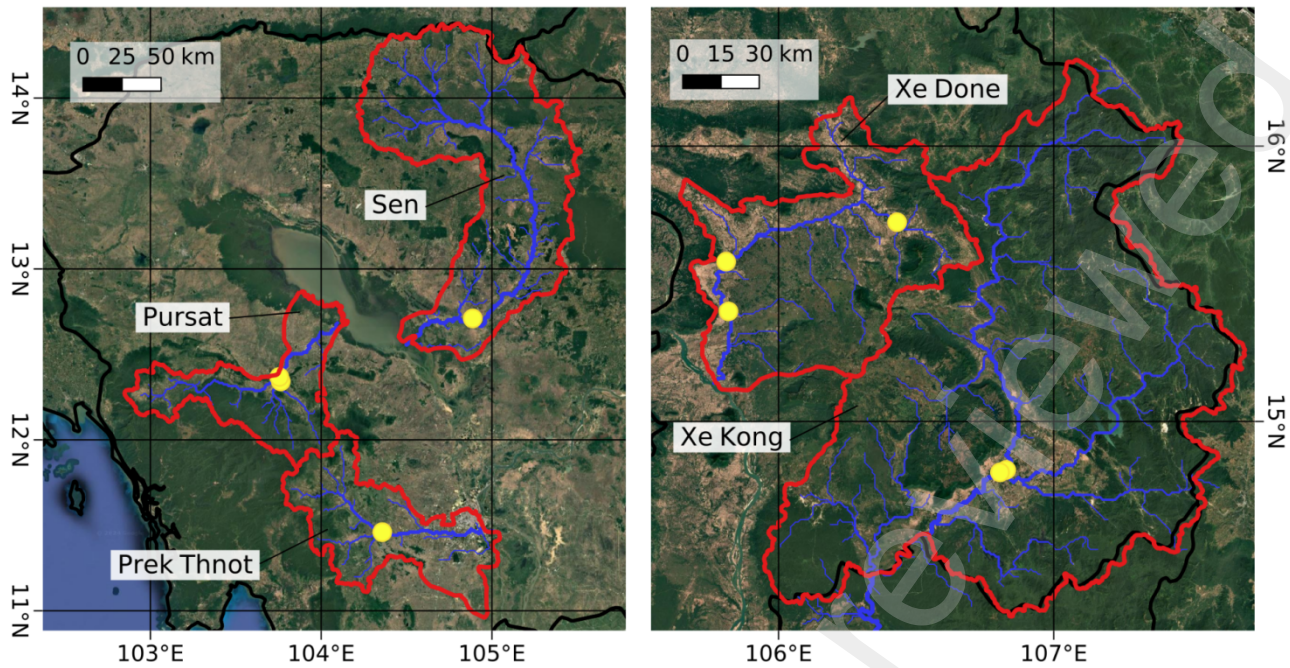 0 25 50 km
14°N
13°N
12°N
11°N
Sen
Pursat
Prek Thnot
103°E 104°E 105°E
0 15 30 km
Xe Done
Xe Kong
16°N
15°N
106°E 107°E
reviewed